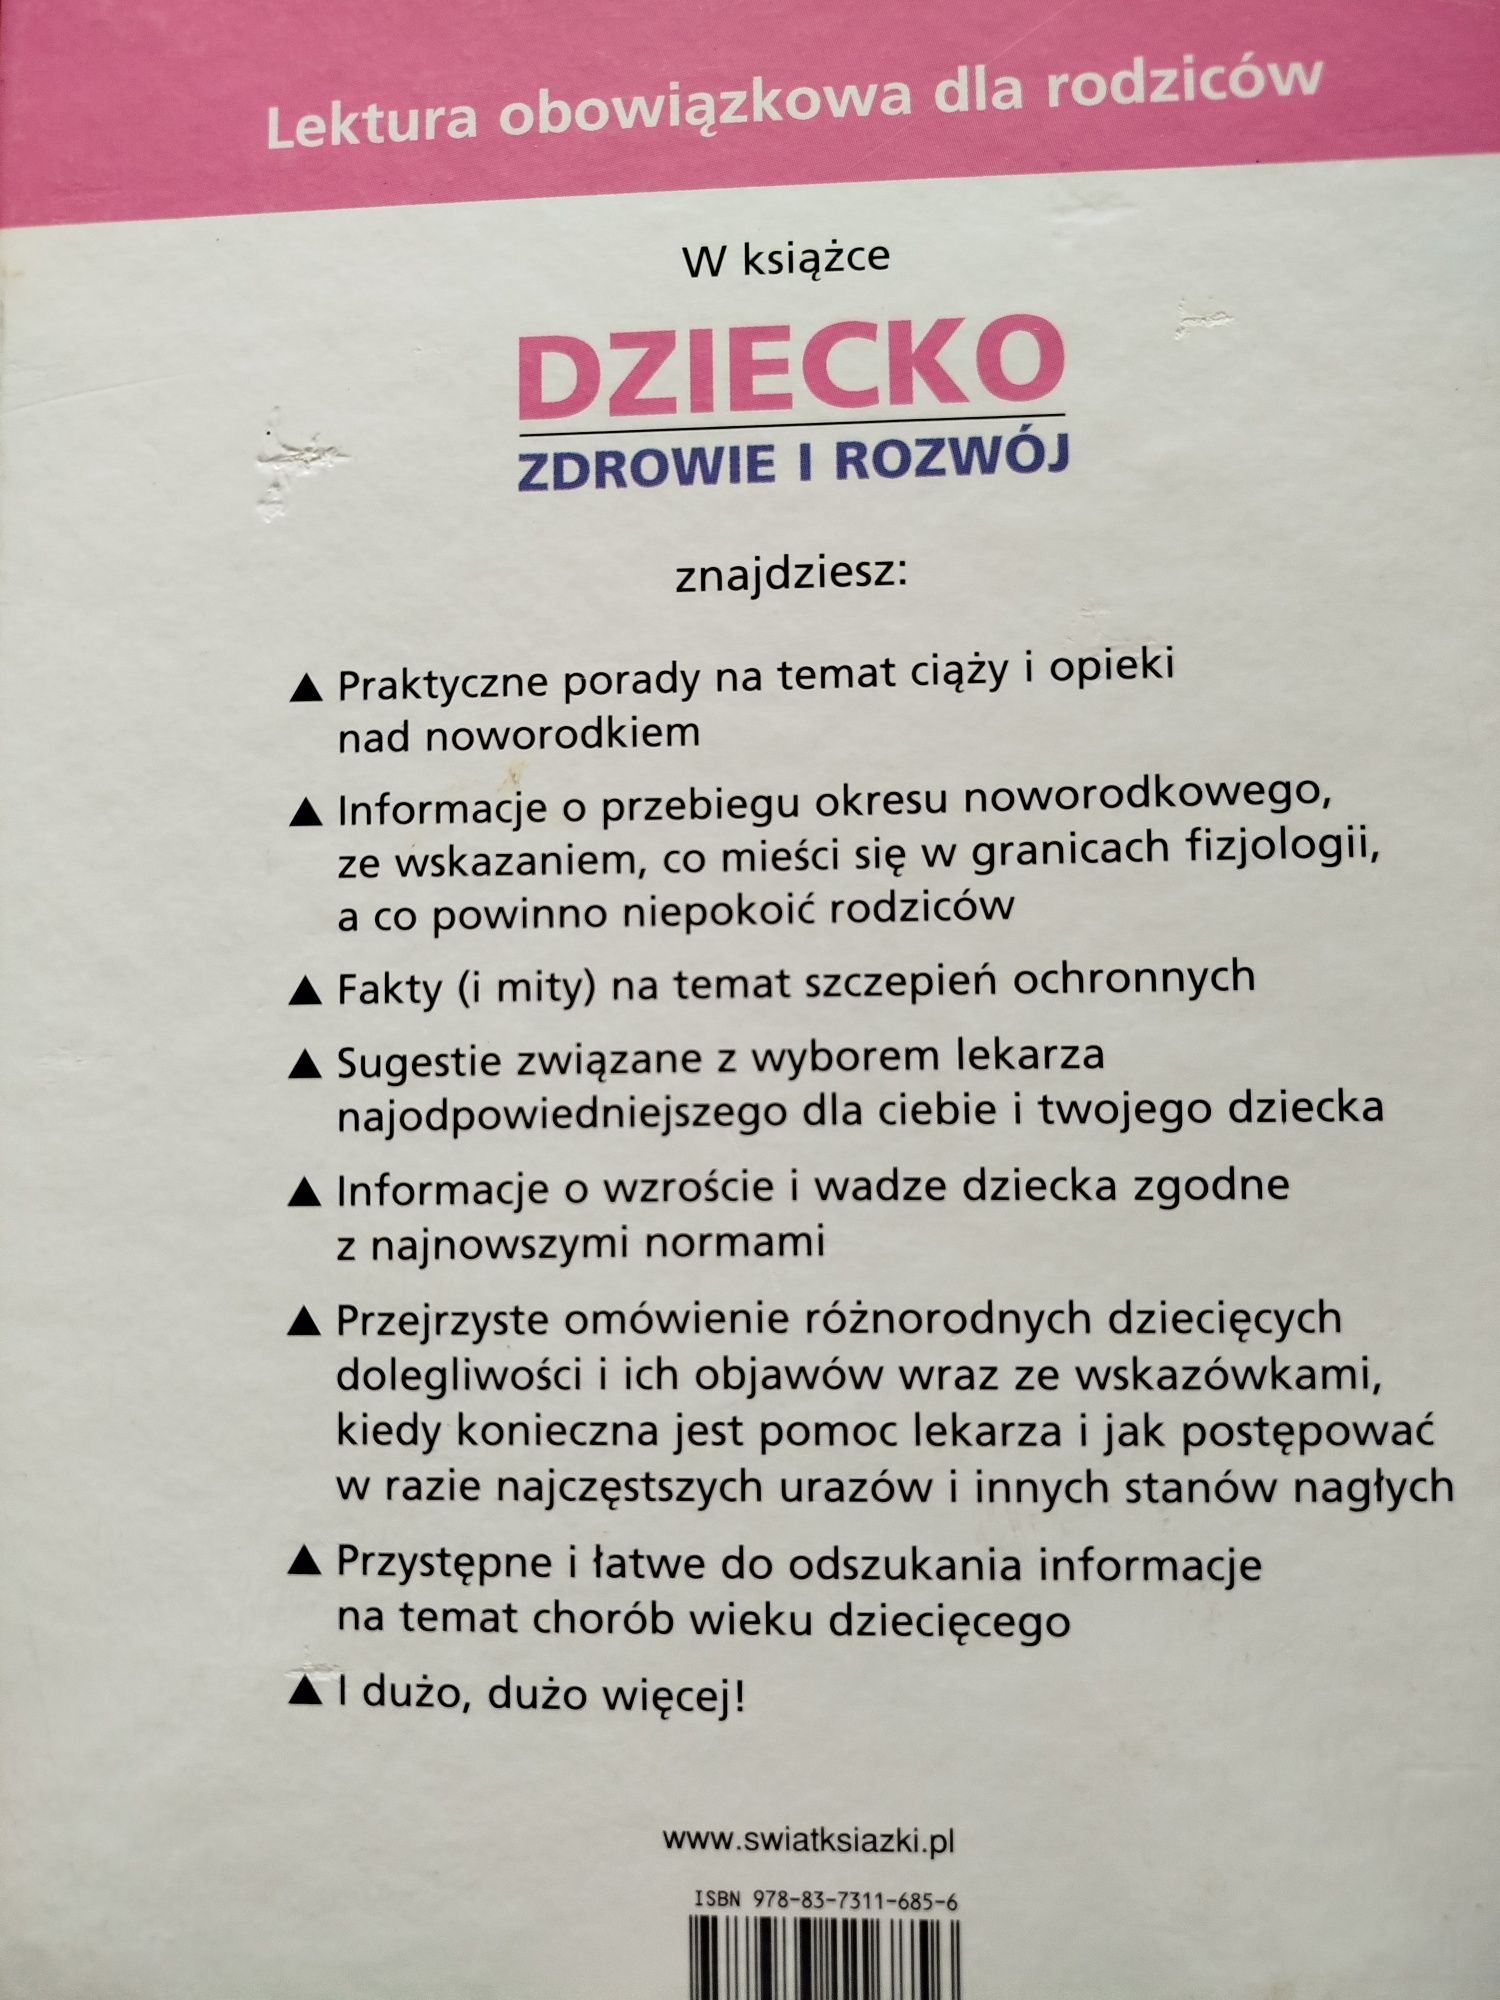 Lektura obowiązkowa dla rodziców
W książce
DZIECKO
ZDROWIE I ROZWÓJ
znajdziesz:
▲ Praktyczne porady na temat ciąży i opieki
nad noworodkiem
▲ Informacje o przebiegu okresu noworodkowego,
ze wskazaniem, co mieści się w granicach fizjologii,
a co powinno niepokoić rodziców
▲ Fakty (i mity) na temat szczepień ochronnych
▲ Sugestie związane z wyborem lekarza
najodpowiedniejszego dla ciebie i twojego dziecka
▲ Informacje o wzroście i wadze dziecka zgodne
z najnowszymi normami
▲ Przejrzyste omówienie różnorodnych dziecięcych
dolegliwości i ich objawów wraz ze wskazówkami,
kiedy konieczna jest pomoc lekarza i jak postępować
w razie najczęstszych urazów i innych stanów nagłych
▲ Przystępne i łatwe do odszukania informacje
na temat chorób wieku dziecięcego
▲ I dużo, dużo więcej!
www.swiatksiazki.pl
ISBN 978-83-7311-685-6